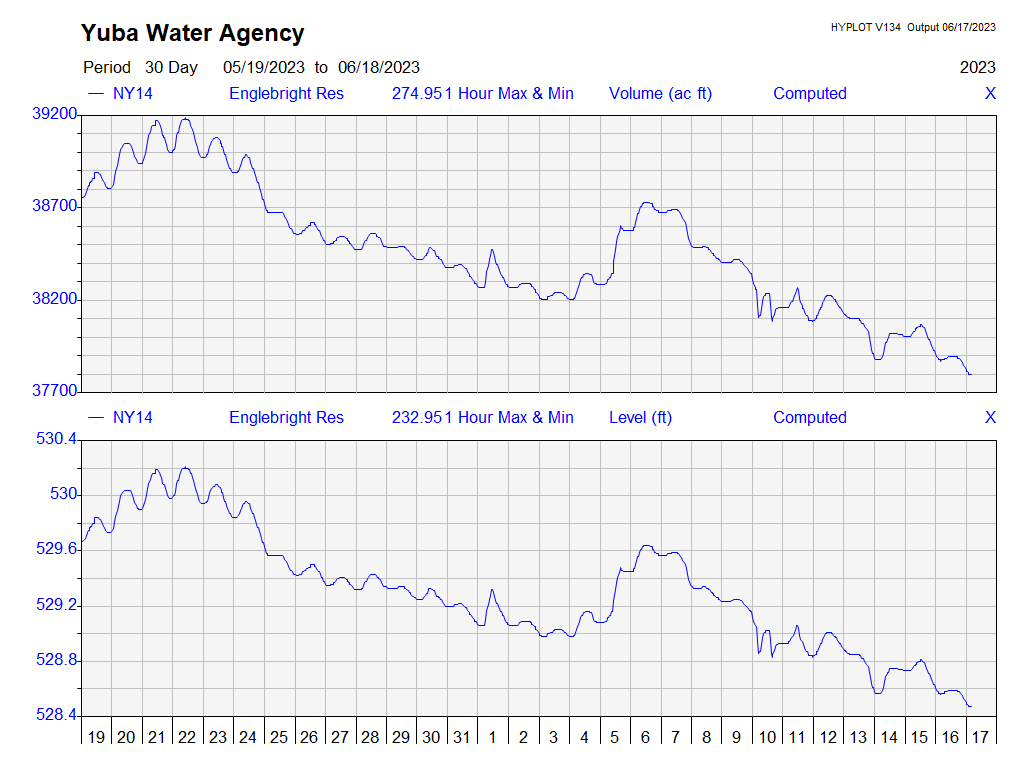 Yuba Water Agency
HYPLOT V134 Output 06/17/2023
Period 30 Day 05/19/2023 to 06/18/2023 2023
NY14 Englebright Res 274.951 Hour Max & Min Volume (ac ft) Computed X
39200
38700
38200
37700
NY14 Englebright Res 232.951 Hour Max & Min Level (ft) Computed X
530.4
530
529.6
529.2
528.8
528.4
19 20 21 22 23 24 25 26 27 28 29 30 31 1 2 3 4 5 6 7 8 9 10 11 12 13 14 15 16 17